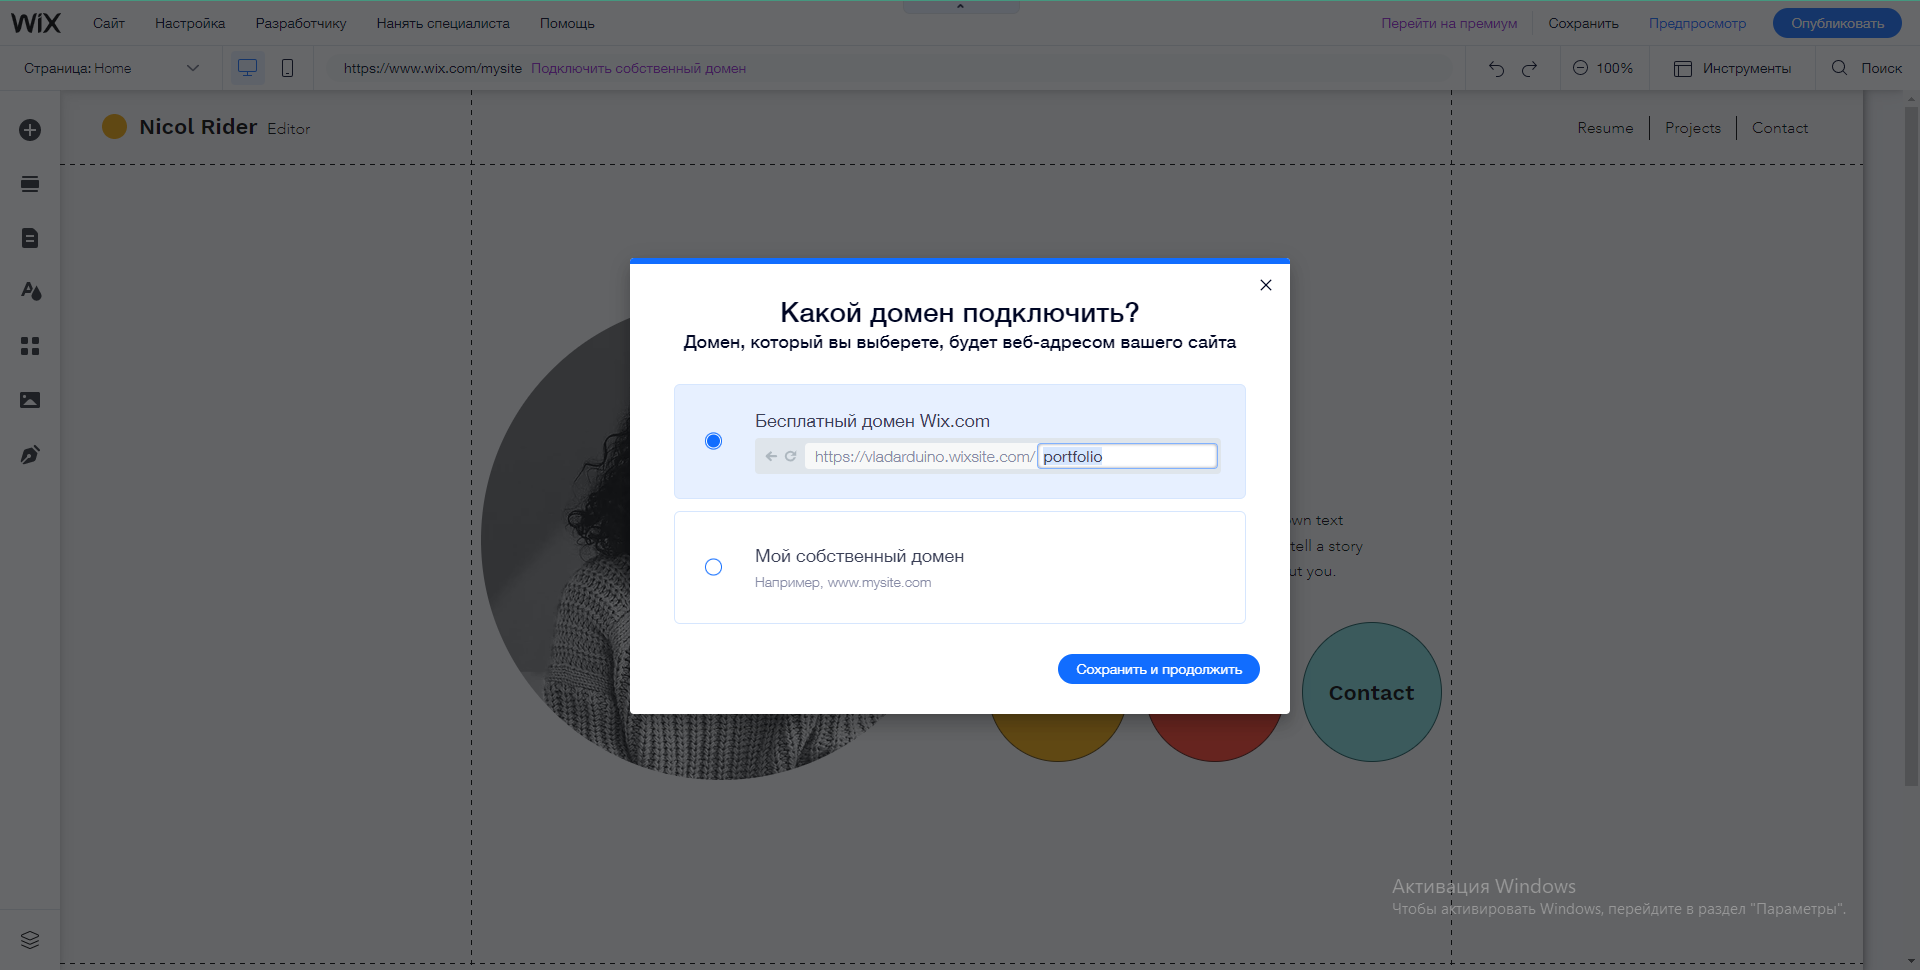 WIX Сайт Настройка Разработчику Нанять специалиста Помощь Перейти на премиум Сохранить Предпросмотр Опубликовать
Страница: Home https://www.wix.com/mysite Подключить собственный домен 100% Инструменты Поиск
Nicol Rider Editor Resume Projects Contact
Какой домен подключить?
Домен, который вы выберете, будет веб-адресом вашего сайта
Бесплатный домен Wix.com
https://vladarduino.wixsite.com/ portfolio
own text
Мой собственный домен
tell a story
Например, www.mysite.com
ut you.
Сохранить и продолжить
Contact
Активация Windows
Чтобы активировать Windows, перейдите в раздел "Параметры".